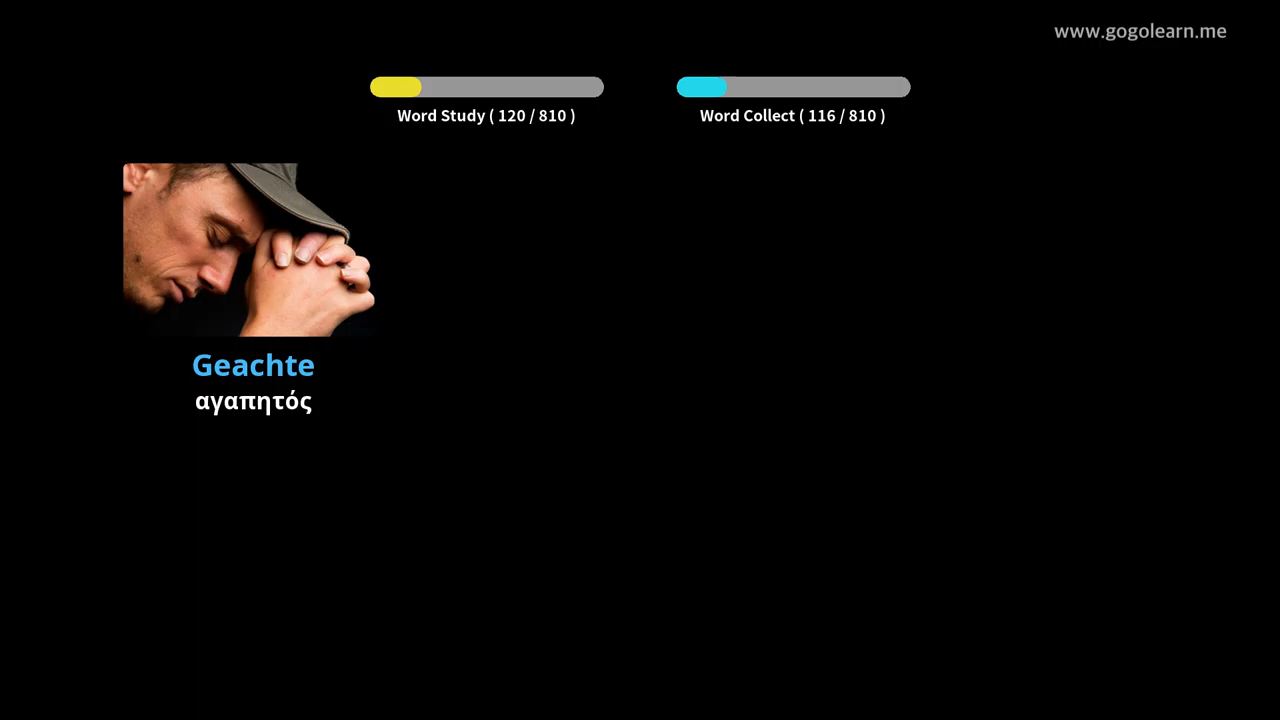 www.gogolearn.me
Word Study ( 120 / 810 )
Word Collect ( 116 / 810 )
Geachte
αγαπητός